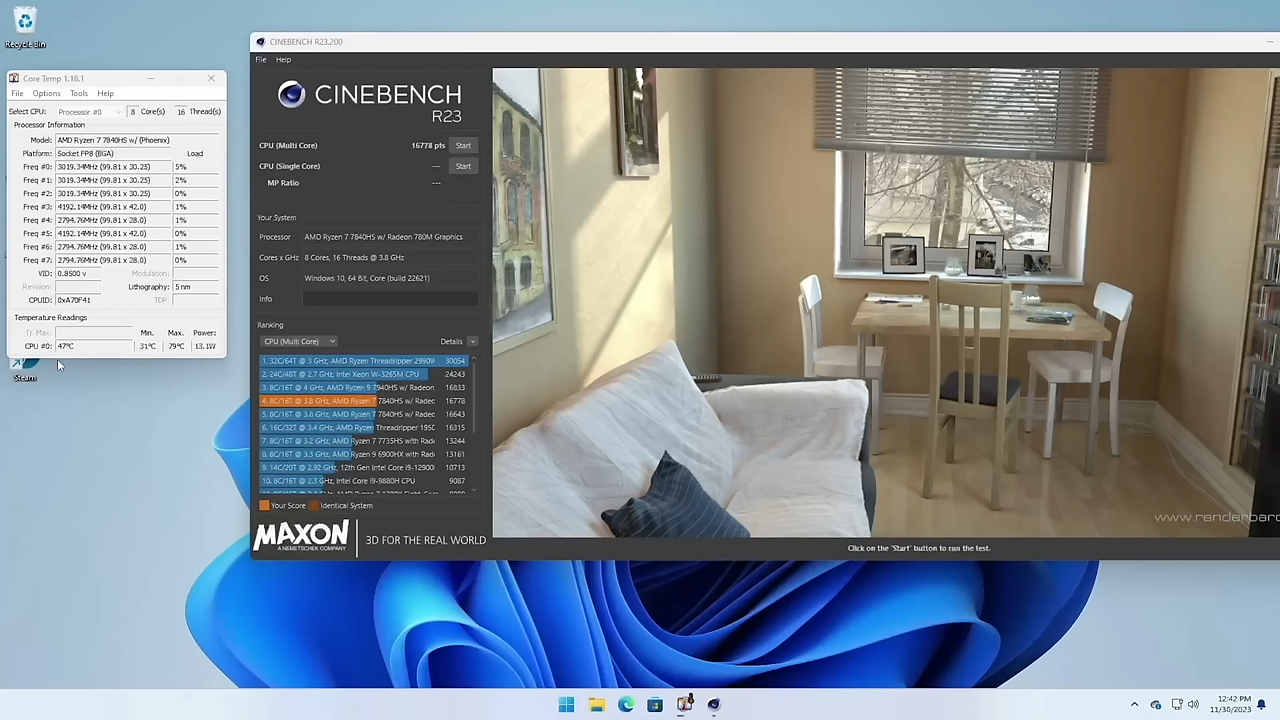 Recycle Bin
Core Temp 1.18.1
File Options Tools Help
Select CPU: Processor #0 8 Core(s) Thread(s)
Processor Information
Model: AMD Ryzen 7 7840HS w/ (Phoenix)
Platform: Socket FP8 (BGA) Load
Freq #0: 3019.34MHz (99.81 x 30.25) 5%
Freq #1: 3019.34MHz (99.81 x 30.25) 2%
Freq #2: 3019.34MHz (99.81 x 30.25) 0%
Freq #3: 4192.14MHz (99.81 x 42.0) 1%
Freq #4: 2794.76MHz (99.81 x 28.0) 1%
Freq #5: 4192.14MHz (99.81 x 42.0) 0%
Freq #6: 2794.76MHz (99.81 x 28.0) 1%
Freq #7: 2794.76MHz (99.81 x 28.0) 0%
VID: 0.8500 v Modulation:
Revision: Lithography: 5 nm
CPUID: 0xA70F41 TDP:
Temperature Readings
Tj. Max: Min. Max. Power:
CPU #0: 47°C 31°C 79°C 13.1W
Steam
CINEBENCH R23.200
File Help
CINEBENCH
R23
CPU (Multi Core) 16778 pts Start
CPU (Single Core) --- Start
MP Ratio ---
Your System
Processor AMD Ryzen 7 7840HS w/ Radeon 780M Graphics
Cores x GHz 8 Cores, 16 Threads @ 3.8 GHz
OS Windows 10, 64 Bit, Core (build 22621)
Info
Ranking
CPU (Multi Core) Details
1. 32C/64T @ 3 GHz, AMD Ryzen Threadripper 2990W 30054
2. 24C/48T @ 2.7 GHz, Intel Xeon W-3265M CPU 24243
3. 8C/16T @ 4 GHz, AMD Ryzen 9 7940HS w/ Radeon 16833
4. 8C/16T @ 3.8 GHz, AMD Ryzen 7 7840HS w/ Radec 16778
5. 8C/16T @ 3.8 GHz, AMD Ryzen 7 7840HS w/ Radec 16643
6. 16C/32T @ 3.4 GHz, AMD Ryzen Threadripper 195C 16315
7. 8C/16T @ 3.2 GHz, AMD Ryzen 7 7735HS with Rade 13244
8. 8C/16T @ 3.3 GHz, AMD Ryzen 9 6900HX with Radi 13161
9. 14C/20T @ 2.92 GHz, 12th Gen Intel Core i9-12900I 10713
10. 8C/16T @ 2.3 GHz, Intel Core i9-9880H CPU 9087
Your Score Identical System
MAXON
A NEMETSCHEK COMPANY
3D FOR THE REAL WORLD
www.renderbarc
Click on the 'Start' button to run the test.
12:42 PM
11/30/2023